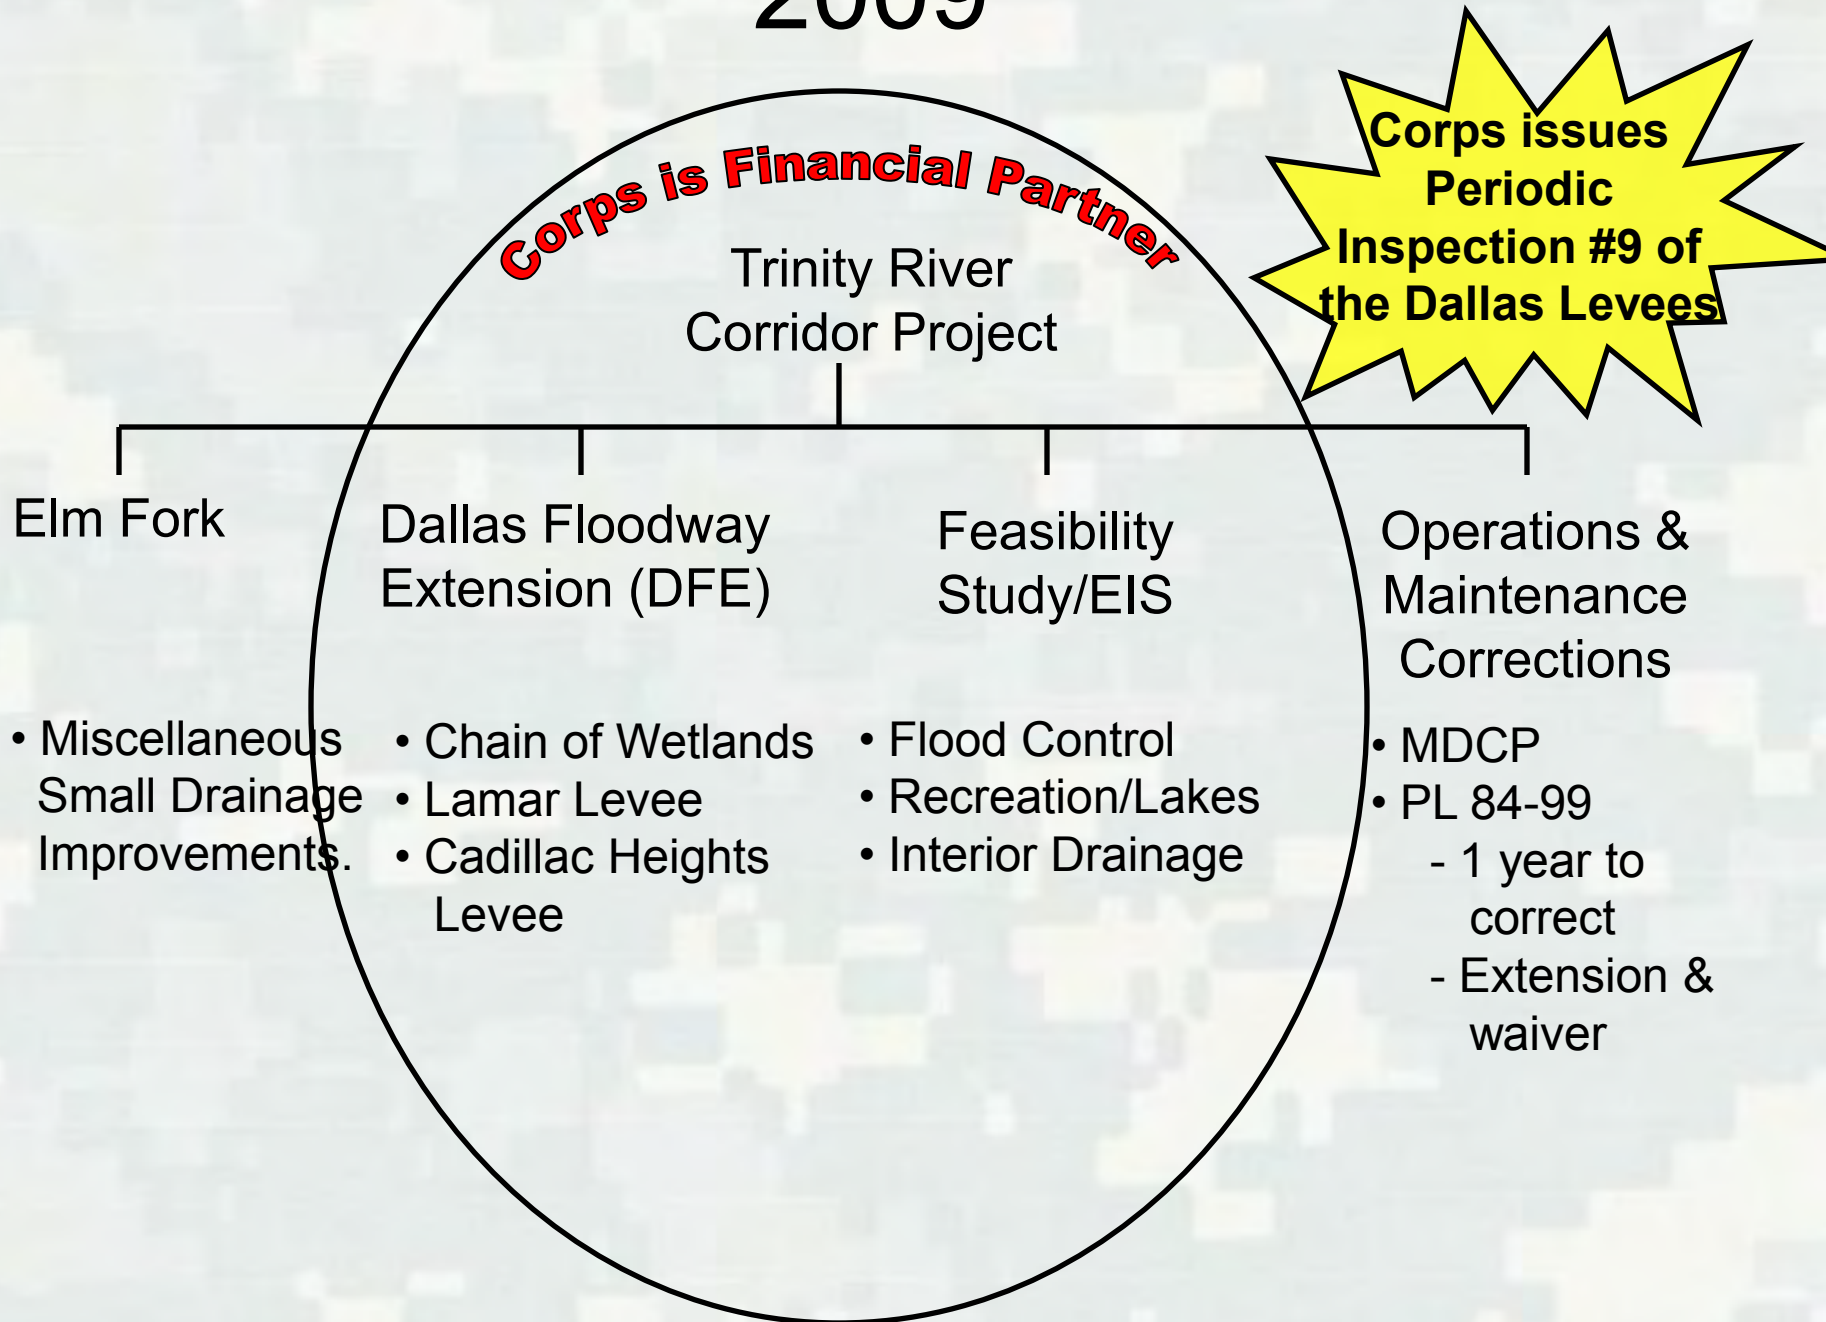 2009
Corps is Financial Partner
Corps issues
Periodic
Inspection #9 of
the Dallas Levees
Trinity River
Corridor Project
Elm Fork
• Miscellaneous
Small Drainage
Improvements.
Dallas Floodway
Extension (DFE)
• Chain of Wetlands
• Lamar Levee
• Cadillac Heights
Levee
Feasibility
Study/EIS
• Flood Control
• Recreation/Lakes
• Interior Drainage
Operations &
Maintenance
Corrections
• MDCP
• PL 84-99
- 1 year to
correct
- Extension &
waiver